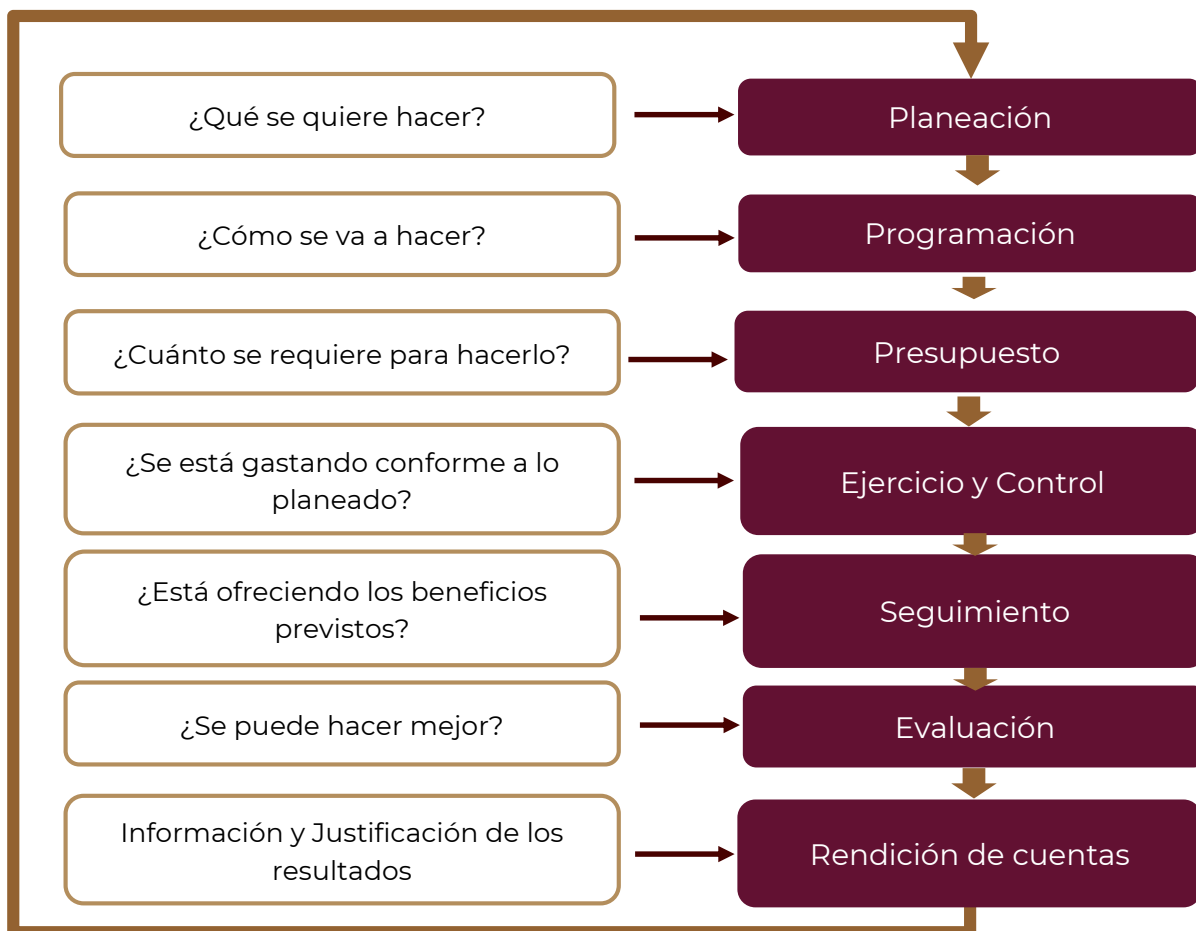 ¿Qué se quiere hacer?
Planeación
¿Cómo se va a hacer?
Programación
¿Cuánto se requiere para hacerlo?
Presupuesto
¿Se está gastando conforme a lo
planeado?
Ejercicio y Control
¿Está ofreciendo los beneficios
previstos?
Seguimiento
¿Se puede hacer mejor?
Evaluación
Información y Justificación de los
resultados
Rendición de cuentas